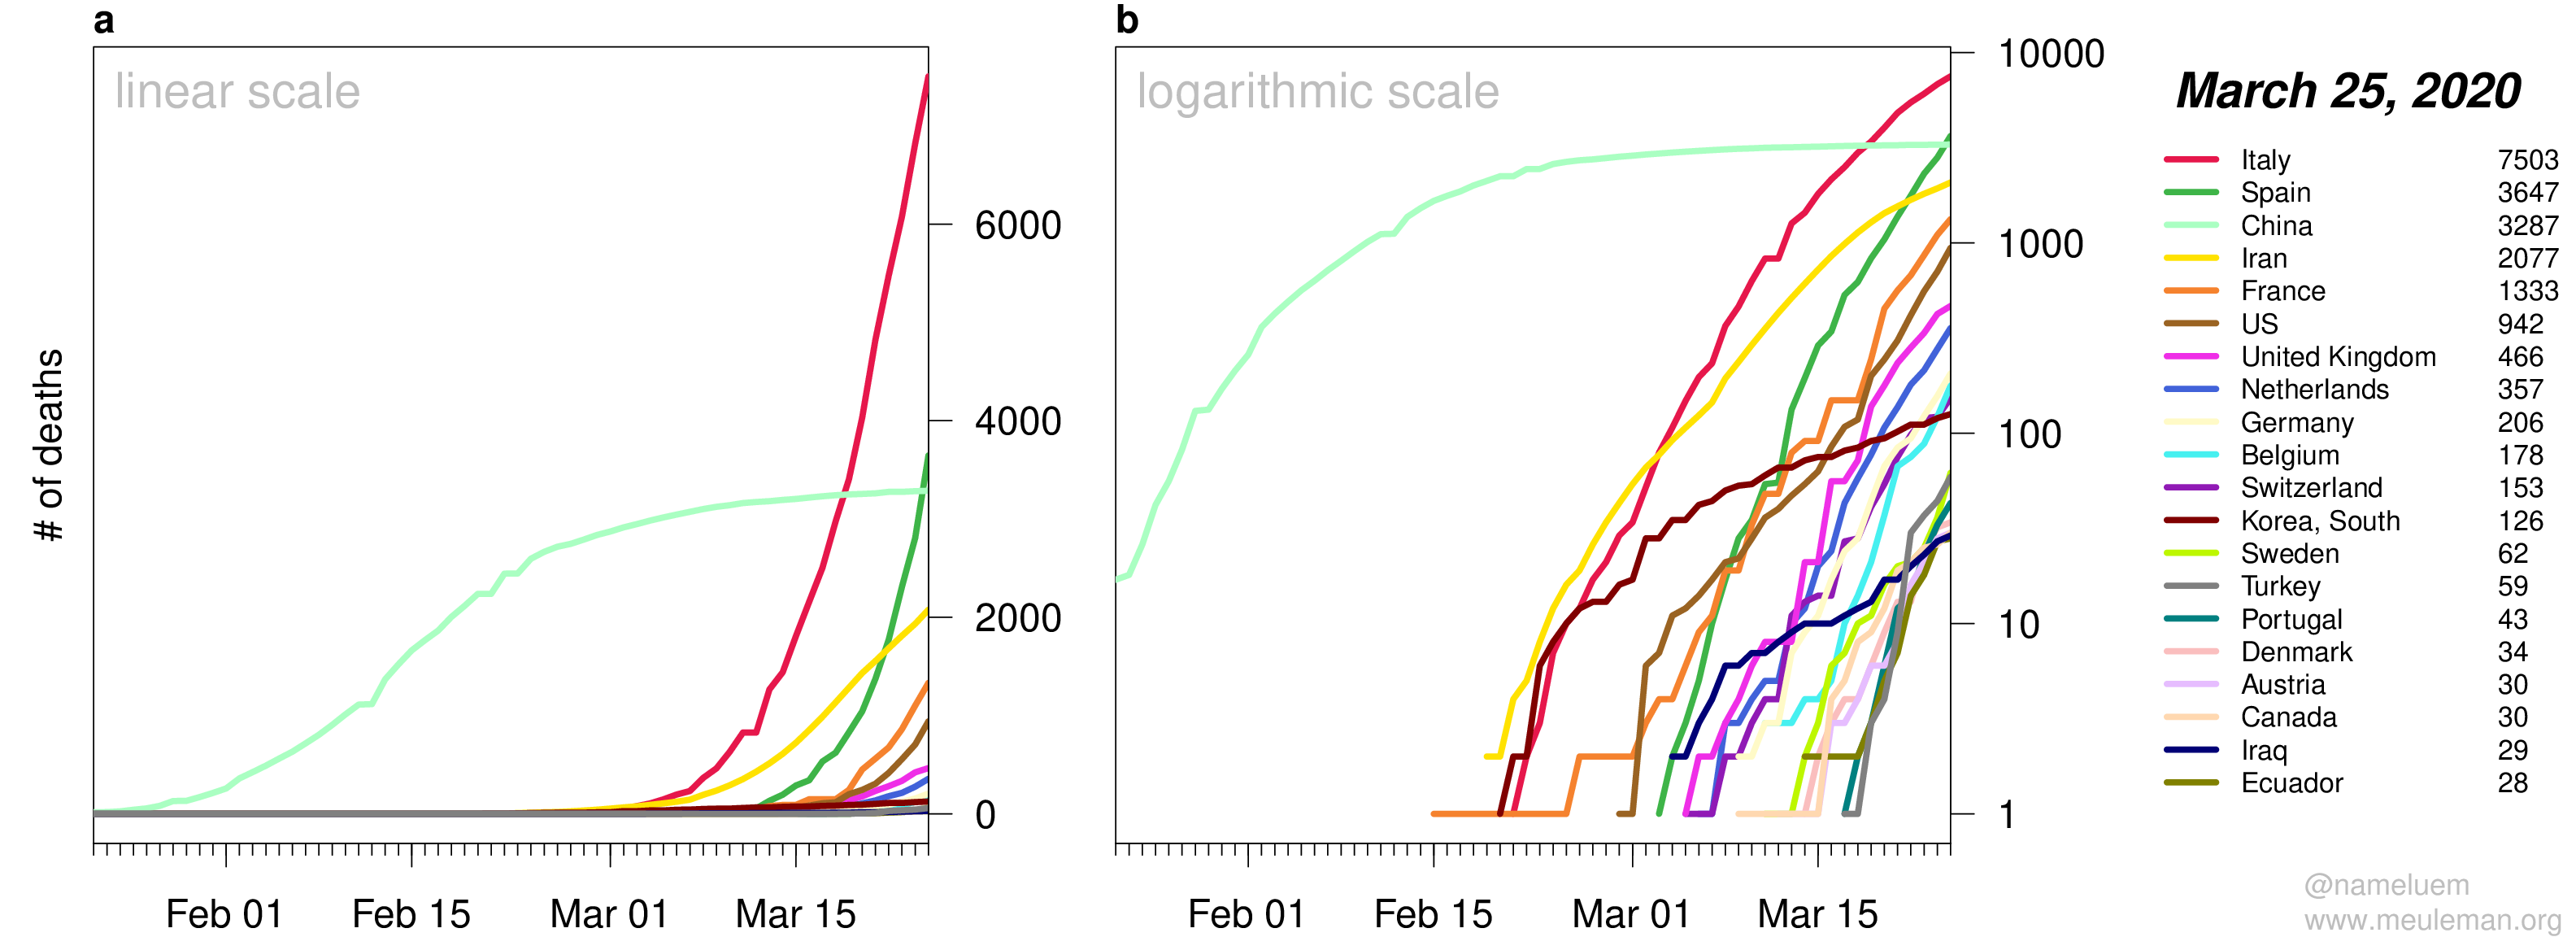 a
linear scale
# of deaths
6000
4000
2000
0
Feb 01 Feb 15 Mar 01 Mar 15
b
logarithmic scale
10000
1000
100
10
1
Feb 01 Feb 15 Mar 01 Mar 15
March 25, 2020
Italy 7503
Spain 3647
China 3287
Iran 2077
France 1333
US 942
United Kingdom 466
Netherlands 357
Germany 206
Belgium 178
Switzerland 153
Korea, South 126
Sweden 62
Turkey 59
Portugal 43
Denmark 34
Austria 30
Canada 30
Iraq 29
Ecuador 28
@nameluem
www.meuleman.org